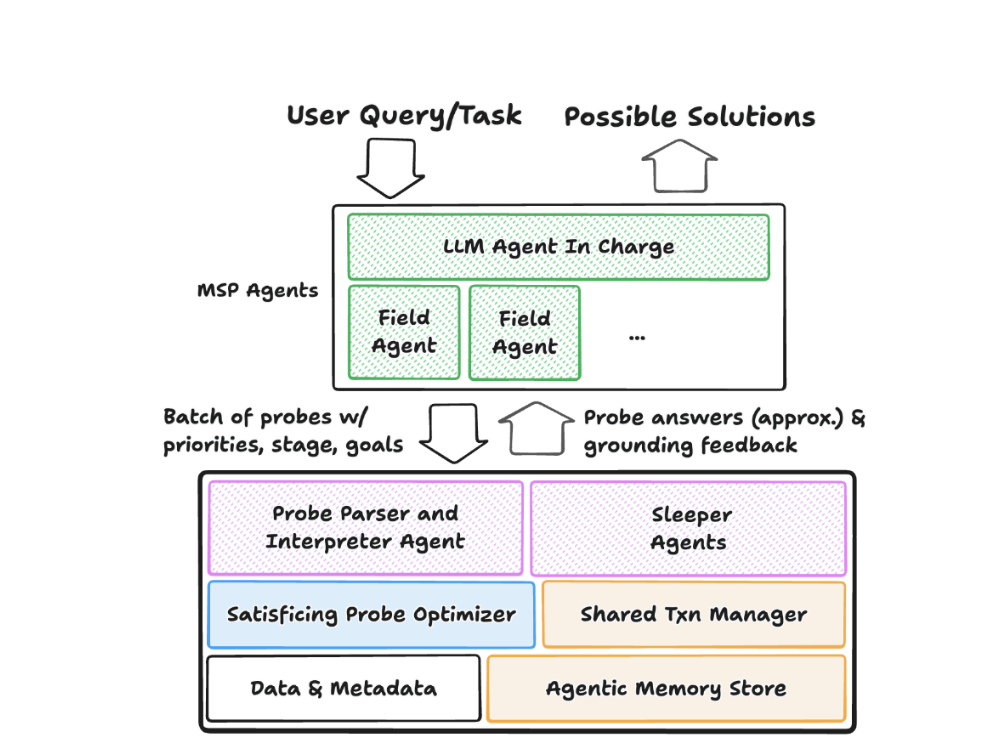 User Query/Task
Possible Solutions
LLM Agent In Charge
MSP Agents
Field
Agent
Field
Agent
...
Batch of probes w/
priorities, stage, goals
Probe answers (approx.) &
grounding feedback
Probe Parser and
Interpreter Agent
Sleeper
Agents
Satisficing Probe Optimizer
Shared Txn Manager
Data & Metadata
Agentic Memory Store